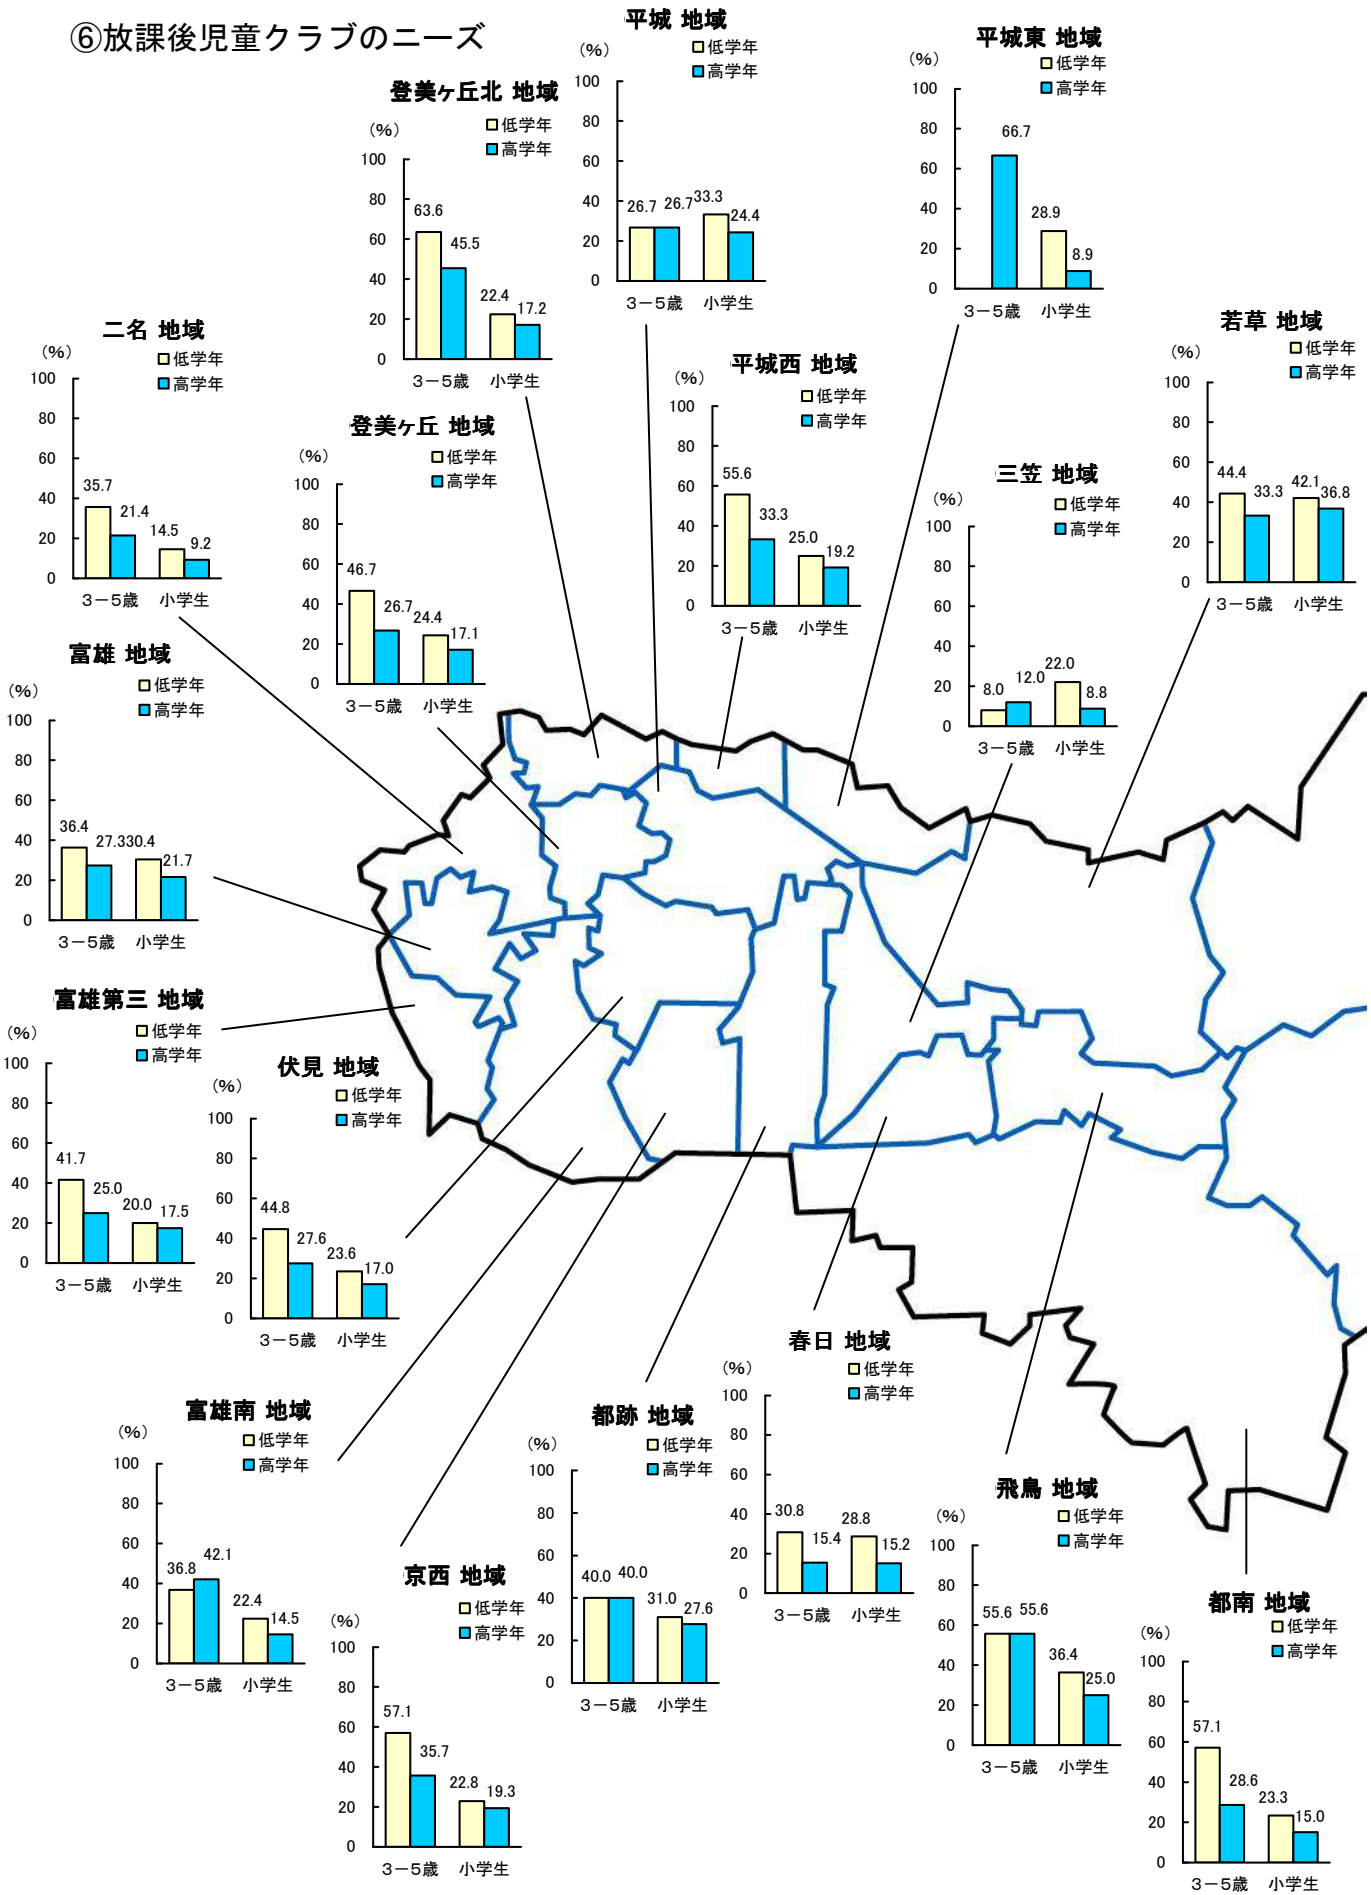 ⑥放課後児童クラブのニーズ
平城 地域
(%)
低学年
高学年
100
80
60
40
20
0
26.7
26.7
33.3
24.4
3－5歳
小学生
平城東 地域
(%)
低学年
高学年
100
80
60
40
20
0
66.7
28.9
8.9
3－5歳
小学生
登美ヶ丘北 地域
(%)
低学年
高学年
100
80
60
40
20
0
63.6
45.5
22.4
17.2
3－5歳
小学生
二名 地域
(%)
低学年
高学年
100
80
60
40
20
0
35.7
21.4
14.5
9.2
3－5歳
小学生
若草 地域
(%)
低学年
高学年
100
80
60
40
20
0
44.4
33.3
42.1
36.8
3－5歳
小学生
平城西 地域
(%)
低学年
高学年
100
80
60
40
20
0
55.6
33.3
25.0
19.2
3－5歳
小学生
登美ヶ丘 地域
(%)
低学年
高学年
100
80
60
40
20
0
46.7
26.7
24.4
17.1
3－5歳
小学生
三笠 地域
(%)
低学年
高学年
100
80
60
40
20
0
8.0
12.0
22.0
8.8
3－5歳
小学生
富雄 地域
(%)
低学年
高学年
100
80
60
40
20
0
36.4
27.3
30.4
21.7
3－5歳
小学生
富雄第三 地域
(%)
低学年
高学年
100
80
60
40
20
0
41.7
25.0
20.0
17.5
3－5歳
小学生
伏見 地域
(%)
低学年
高学年
100
80
60
40
20
0
44.8
27.6
23.6
17.0
3－5歳
小学生
春日 地域
(%)
低学年
高学年
100
80
60
40
20
0
30.8
15.4
28.8
15.2
3－5歳
小学生
富雄南 地域
(%)
低学年
高学年
100
80
60
40
20
0
36.8
42.1
22.4
14.5
3－5歳
小学生
都跡 地域
(%)
低学年
高学年
100
80
60
40
20
0
40.0
40.0
31.0
27.6
3－5歳
小学生
飛鳥 地域
(%)
低学年
高学年
100
80
60
40
20
0
55.6
55.6
36.4
25.0
3－5歳
小学生
京西 地域
(%)
低学年
高学年
100
80
60
40
20
0
57.1
35.7
22.8
19.3
3－5歳
小学生
都南 地域
(%)
低学年
高学年
100
80
60
40
20
0
57.1
28.6
23.3
15.0
3－5歳
小学生